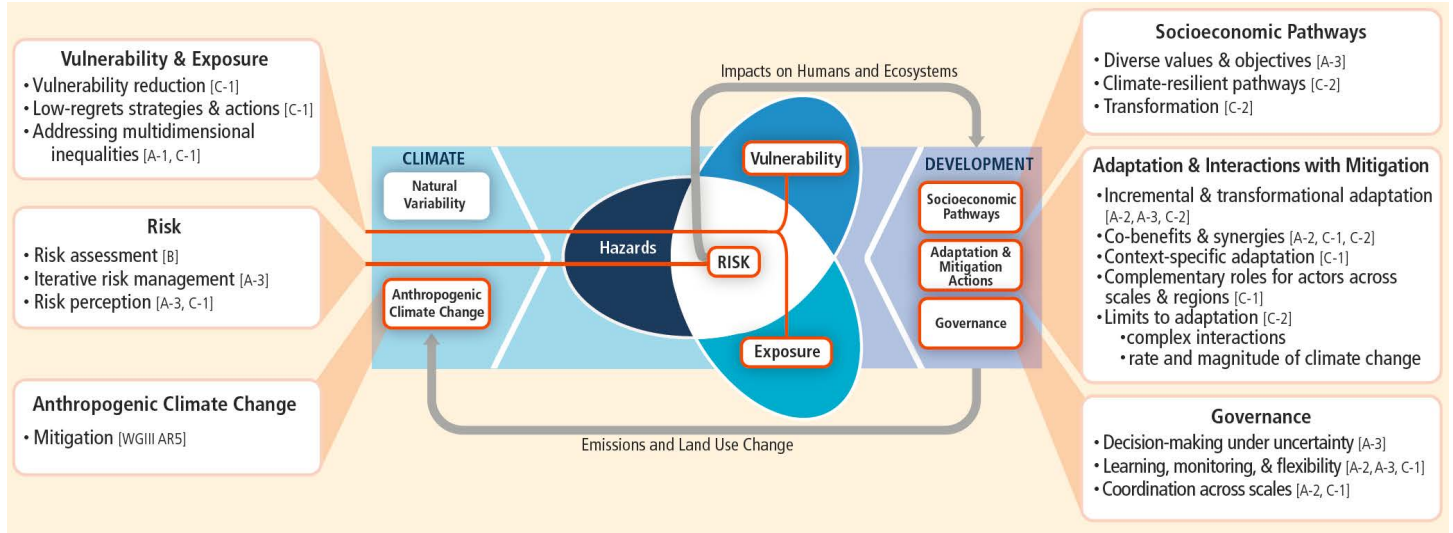 Vulnerability & Exposure
• Vulnerability reduction [C-1]
• Low-regrets strategies & actions [C-1]
• Addressing multidimensional
inequalities [A-1, C-1]
Risk
• Risk assessment [B]
• Iterative risk management [A-3]
• Risk perception [A-3, C-1]
Anthropogenic Climate Change
• Mitigation [WGIII AR5]
Impacts on Humans and Ecosystems
CLIMATE
Natural
Variability
Anthropogenic
Climate Change
Hazards
Vulnerability
RISK
Exposure
DEVELOPMENT
Socioeconomic
Pathways
Adaptation &
Mitigation
Actions
Governance
Emissions and Land Use Change
Socioeconomic Pathways
• Diverse values & objectives [A-3]
• Climate-resilient pathways [C-2]
• Transformation [C-2]
Adaptation & Interactions with Mitigation
• Incremental & transformational adaptation
[A-2, A-3, C-2]
• Co-benefits & synergies [A-2, C-1, C-2]
• Context-specific adaptation [C-1]
• Complementary roles for actors across
scales & regions [C-1]
• Limits to adaptation [C-2]
• complex interactions
• rate and magnitude of climate change
Governance
• Decision-making under uncertainty [A-3]
• Learning, monitoring, & flexibility [A-2, A-3, C-1]
• Coordination across scales [A-2, C-1]